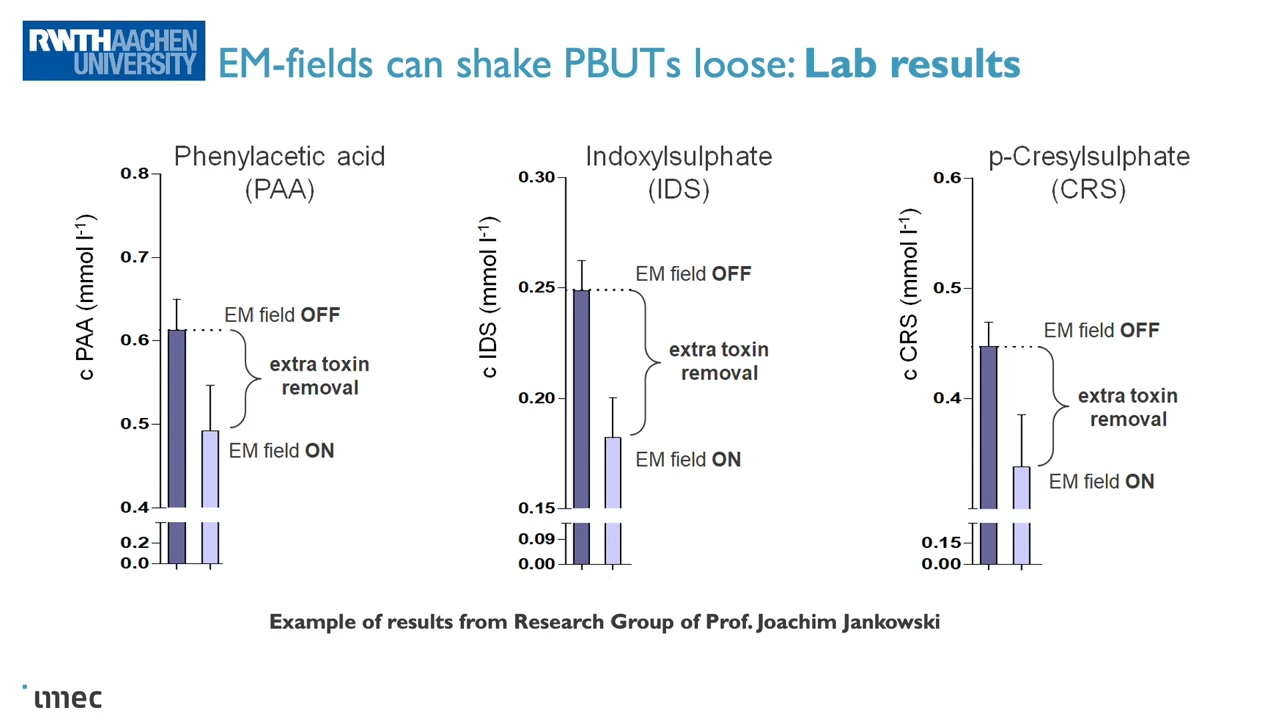 RWTHAACHEN
UNIVERSITY
EM-fields can shake PBUTs loose: Lab results
Phenylacetic acid
(PAA)
c PAA (mmol l-1)
0.8
0.7
0.6
0.5
0.4
0.2
0.0
EM field OFF
extra toxin
removal
EM field ON
Indoxylsulphate
(IDS)
c IDS (mmol l-1)
0.30
0.25
0.20
0.15
0.09
0.00
EM field OFF
extra toxin
removal
EM field ON
p-Cresylsulphate
(CRS)
c CRS (mmol l-1)
0.6
0.5
0.4
0.15
0.00
EM field OFF
extra toxin
removal
EM field ON
Example of results from Research Group of Prof. Joachim Jankowski
imec